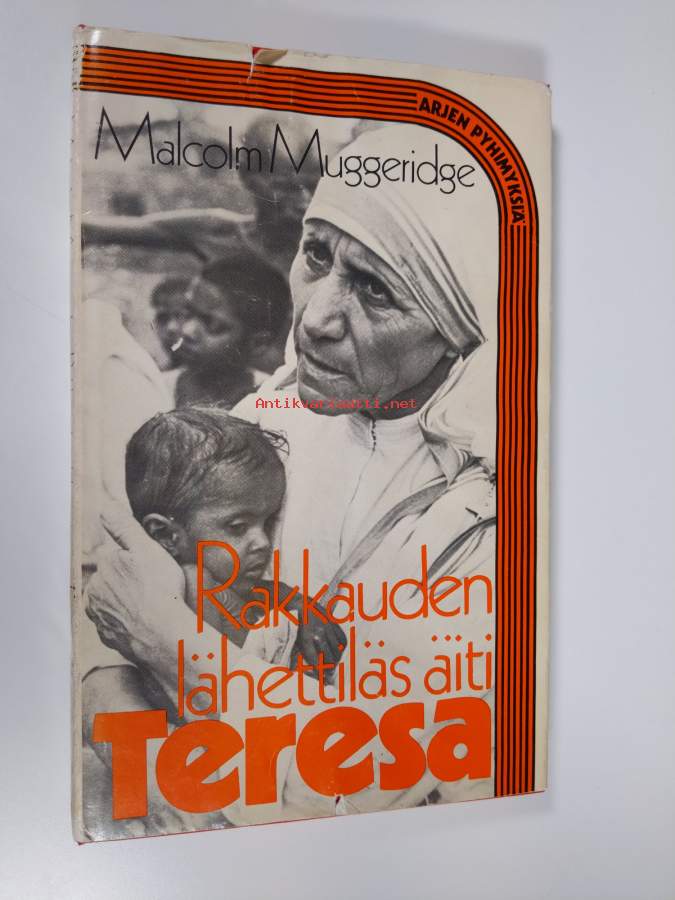 ARJEN PYHIMYKSIÄ
Malcolm Muggeridge
Antikvariaatti.net
Rakkauden
lähettiläs äiti
Teresa